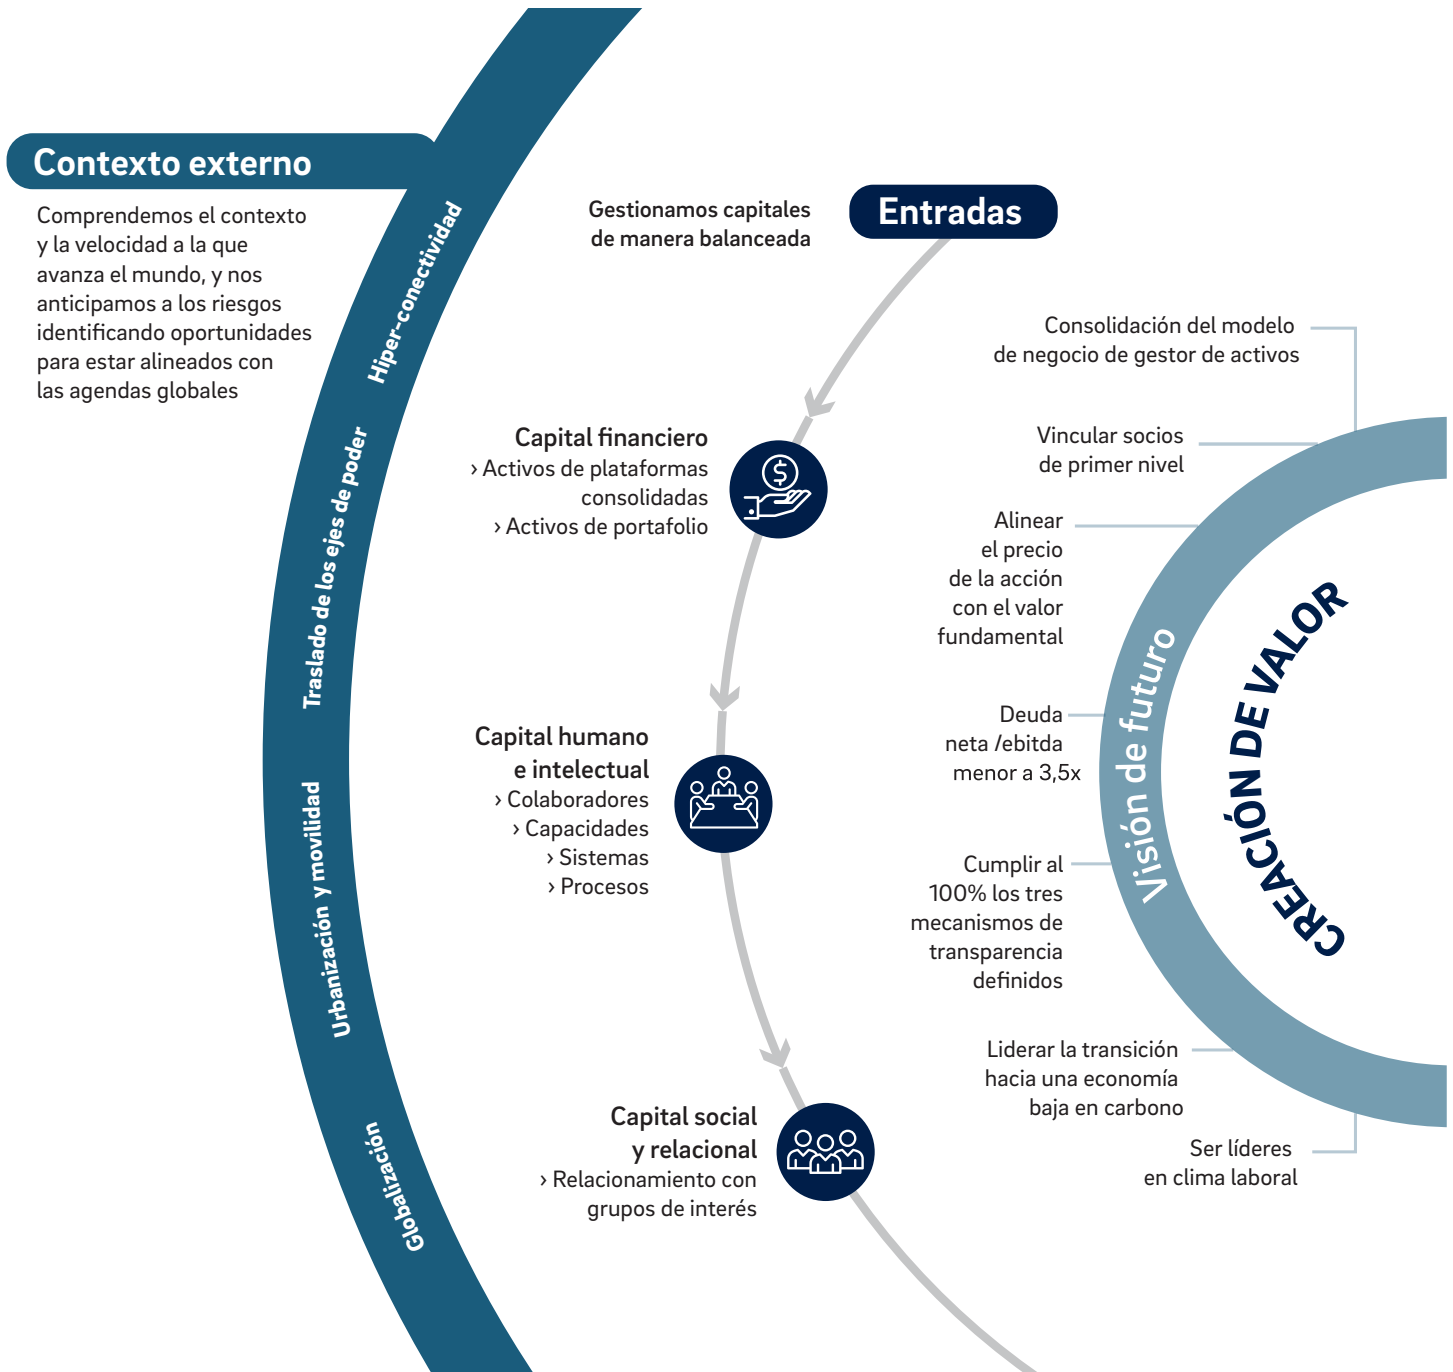 Contexto externo
Comprendemos el contexto
y la velocidad a la que
avanza el mundo, y nos
anticipamos a los riesgos
identificando oportunidades
para estar alineados con
las agendas globales
Hiper-conectividad
Traslado de los ejes de poder
Urbanización y movilidad
Globalización
Gestionamos capitales
de manera balanceada
Entradas
Capital financiero
› Activos de plataformas
consolidadas
› Activos de portafolio
Capital humano
e intelectual
› Colaboradores
› Capacidades
› Sistemas
› Procesos
Capital social
y relacional
› Relacionamiento con
grupos de interés
Consolidación del modelo
de negocio de gestor de activos
Vincular socios
de primer nivel
Alinear
el precio
de la acción
con el valor
fundamental
Deuda
neta /ebitda
menor a 3,5x
Cumplir al
100% los tres
mecanismos de
transparencia
definidos
Liderar la transición
hacia una economía
baja en carbono
Ser líderes
en clima laboral
Visión de futuro
CREACIÓN DE VALOR